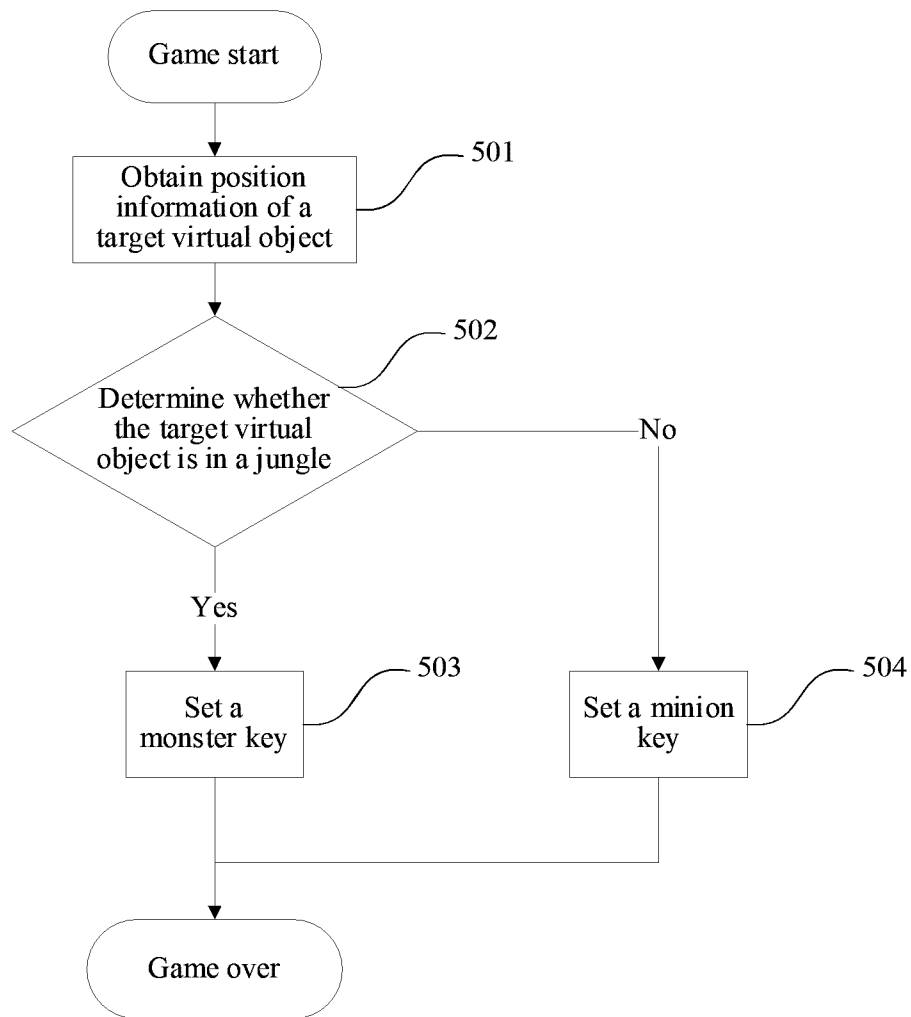 Game start
501
Obtain position
information of a
target virtual object
502
Determine whether
the target virtual
object is in a jungle
No
Yes
503
Set a
monster key
504
Set a minion
key
Game over